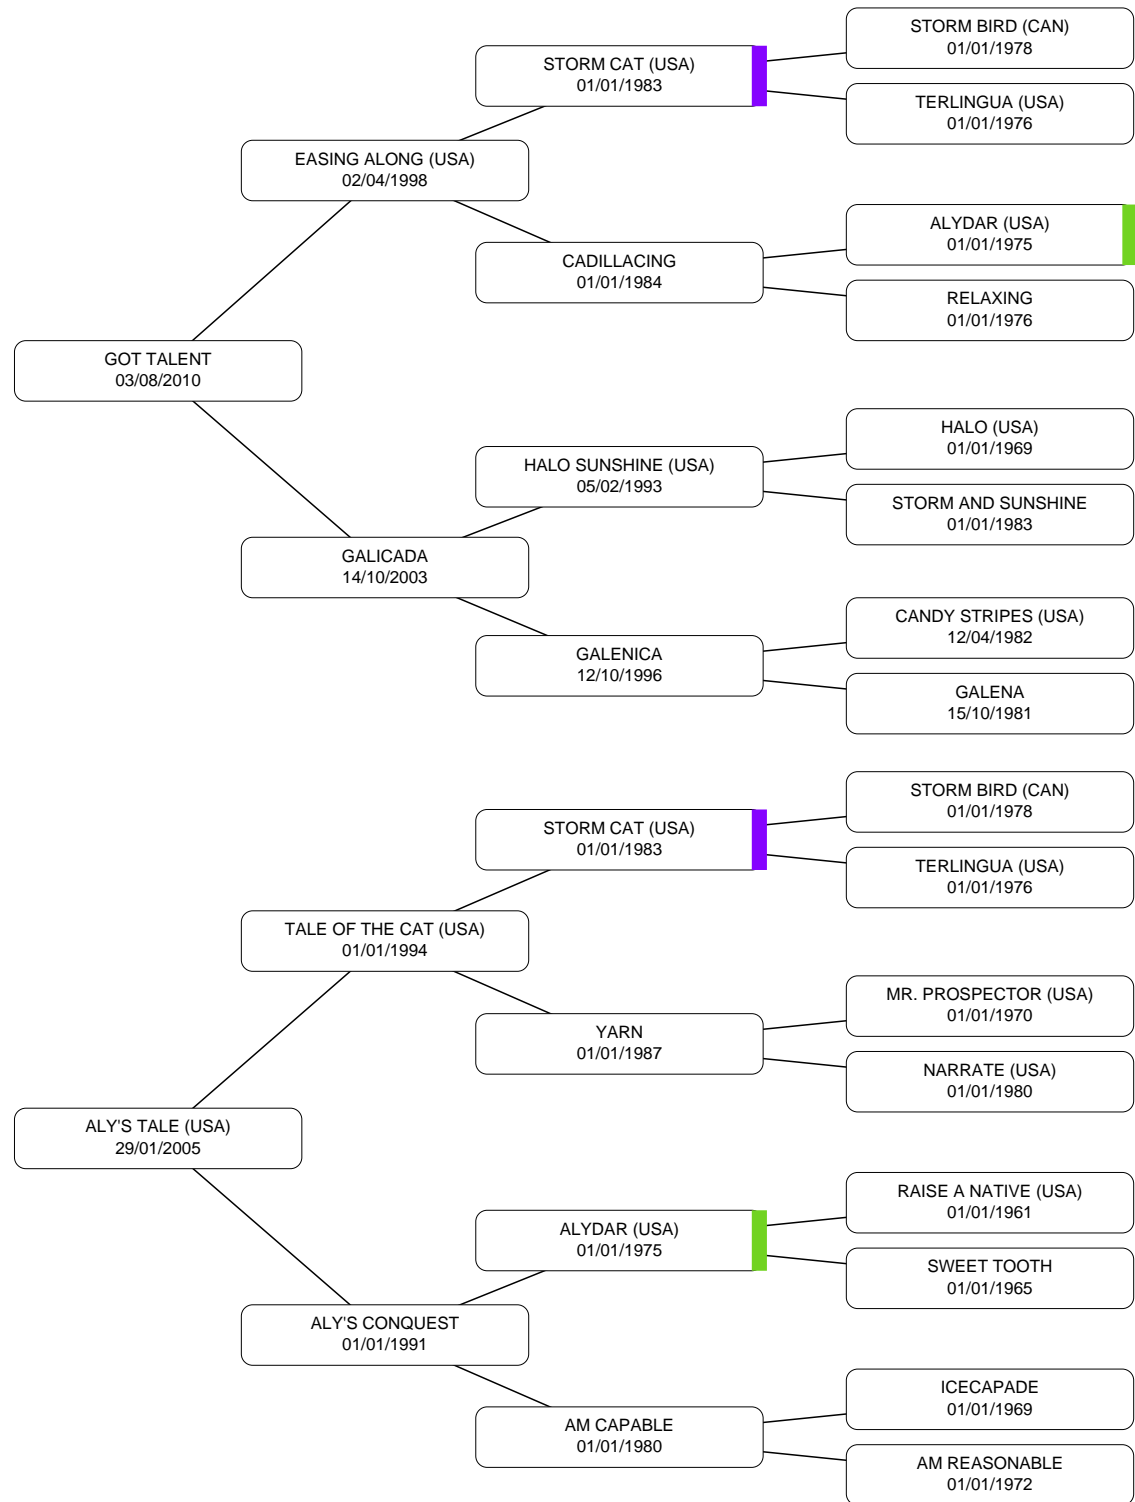 STORM BIRD (CAN)
01/01/1978
STORM CAT (USA)
01/01/1983
TERLINGUA (USA)
01/01/1976
EASING ALONG (USA)
02/04/1998
ALYDAR (USA)
01/01/1975
CADILLACING
01/01/1984
RELAXING
01/01/1976
GOT TALENT
03/08/2010
HALO (USA)
01/01/1969
HALO SUNSHINE (USA)
05/02/1993
STORM AND SUNSHINE
01/01/1983
GALICADA
14/10/2003
CANDY STRIPES (USA)
12/04/1982
GALENICA
12/10/1996
GALENA
15/10/1981
STORM BIRD (CAN)
01/01/1978
STORM CAT (USA)
01/01/1983
TERLINGUA (USA)
01/01/1976
TALE OF THE CAT (USA)
01/01/1994
MR. PROSPECTOR (USA)
01/01/1970
YARN
01/01/1987
NARRATE (USA)
01/01/1980
ALY'S TALE (USA)
29/01/2005
RAISE A NATIVE (USA)
01/01/1961
ALYDAR (USA)
01/01/1975
SWEET TOOTH
01/01/1965
ALY'S CONQUEST
01/01/1991
ICECAPADE
01/01/1969
AM CAPABLE
01/01/1980
AM REASONABLE
01/01/1972